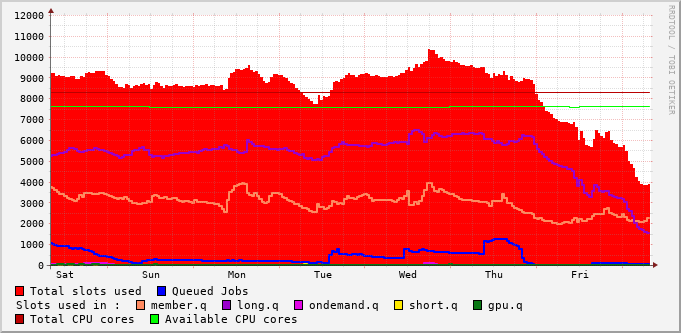 12000
11000
10000
9000
8000
7000
6000
5000
4000
3000
2000
1000
0
Sat Sun Mon Tue Wed Thu Fri
RRDTOOL / TOBI OETIKER
Total slots used Queued Jobs
Slots used in : member.q long.q ondemand.q short.q gpu.q
Total CPU cores Available CPU cores